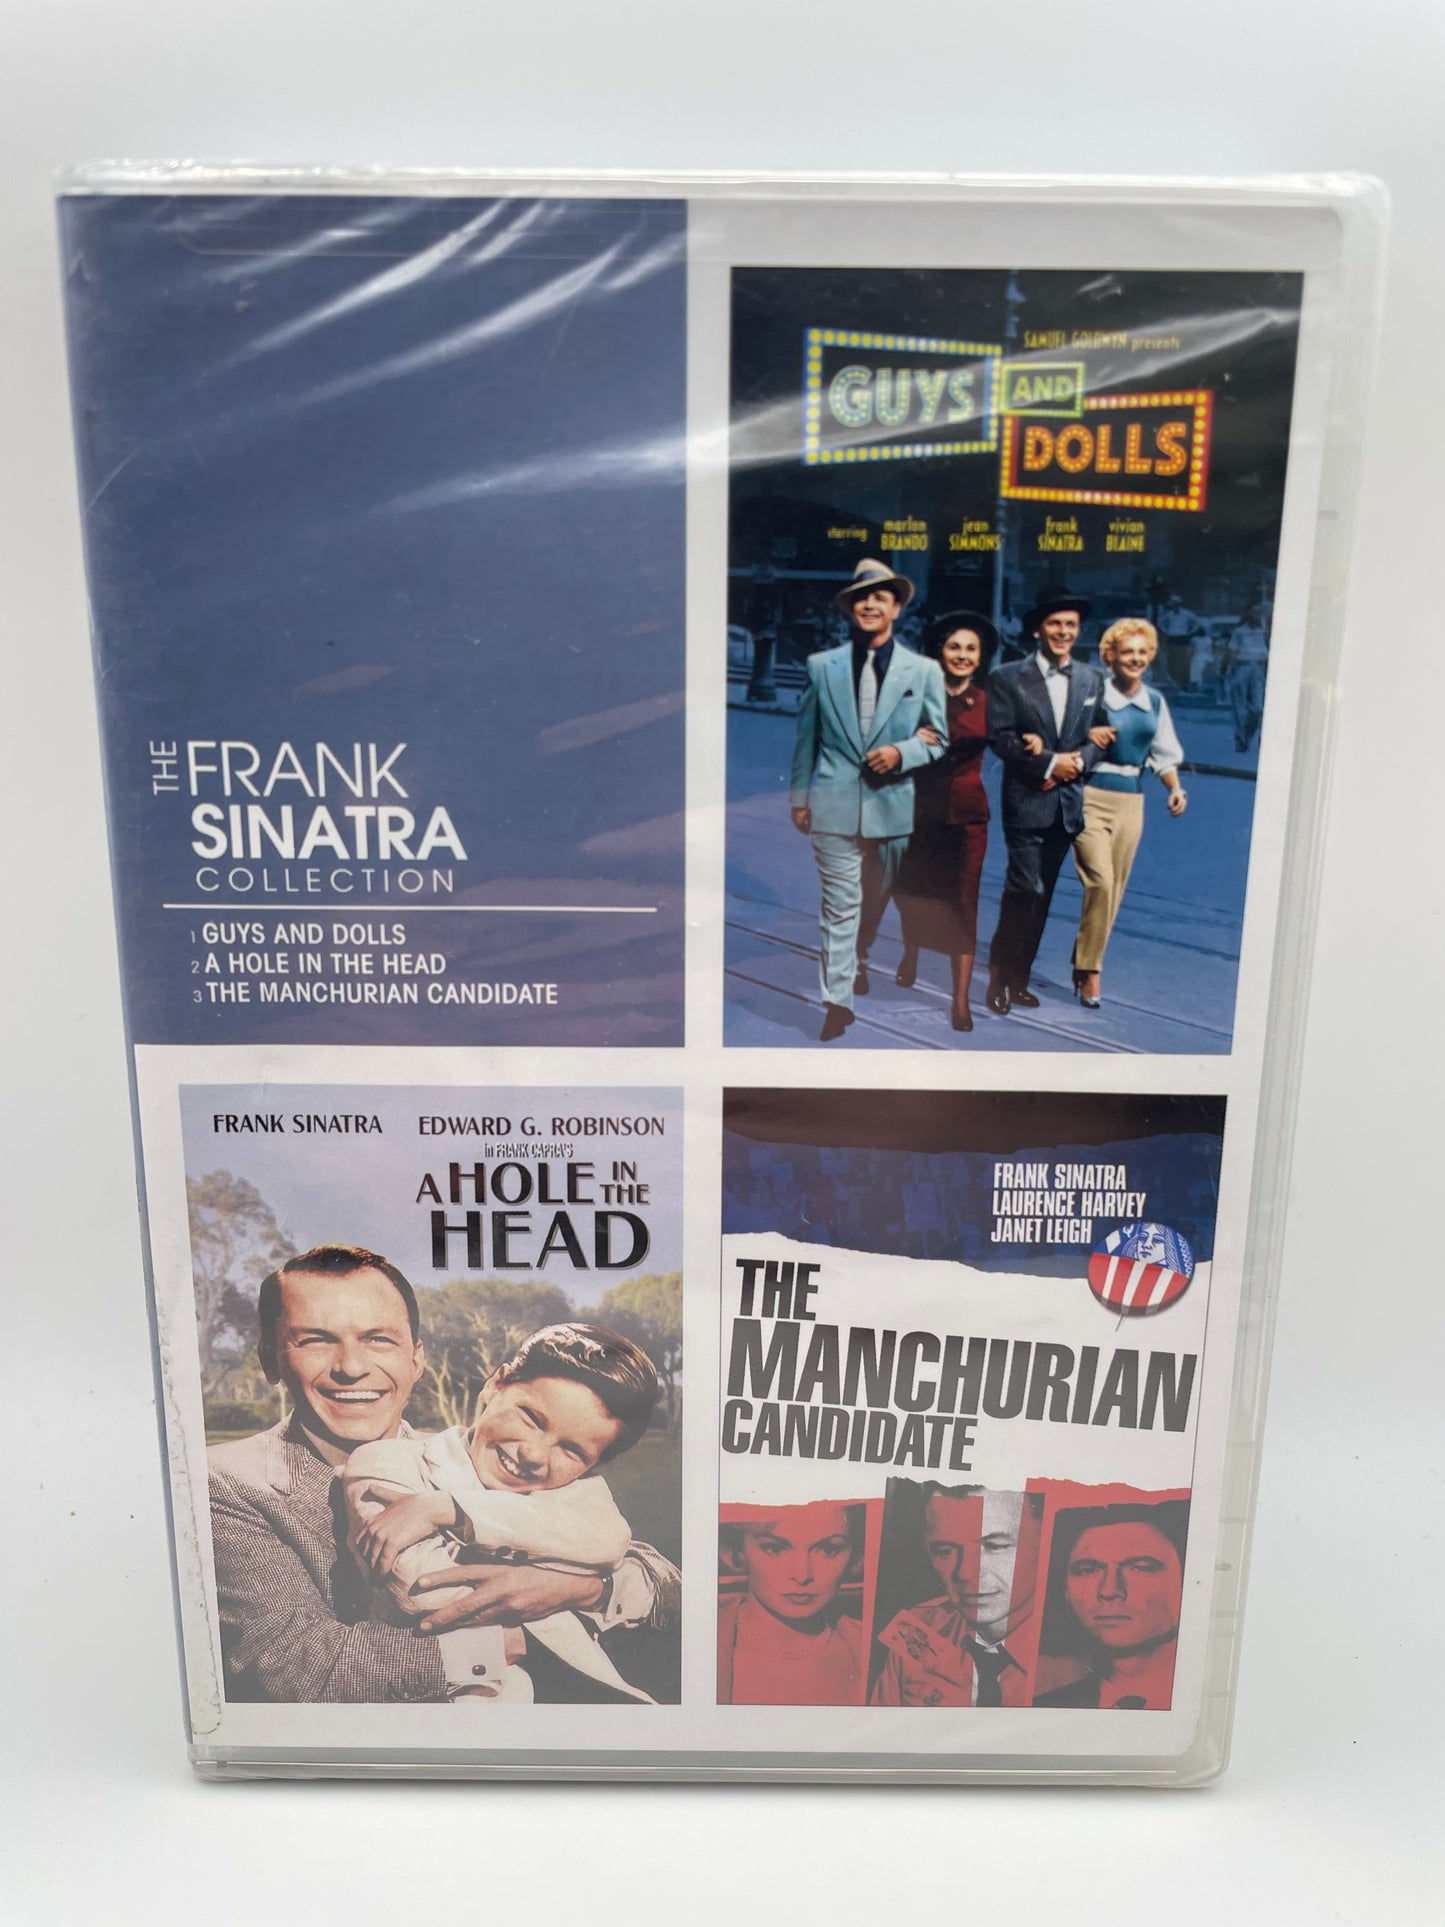 THE FRANK
SINATRA
COLLECTION
1 GUYS AND DOLLS
2 A HOLE IN THE HEAD
3 THE MANCHURIAN CANDIDATE
SAMUEL GOLDWYN presents
GUYS AND
DOLLS
starring marlon BRANDO jean SIMMONS frank SINATRA vivian BLAINE
FRANK SINATRA EDWARD G. ROBINSON
in FRANK CAPRA'S
A HOLE IN THE
HEAD
FRANK SINATRA
LAURENCE HARVEY
JANET LEIGH
THE
MANCHURIAN
CANDIDATE